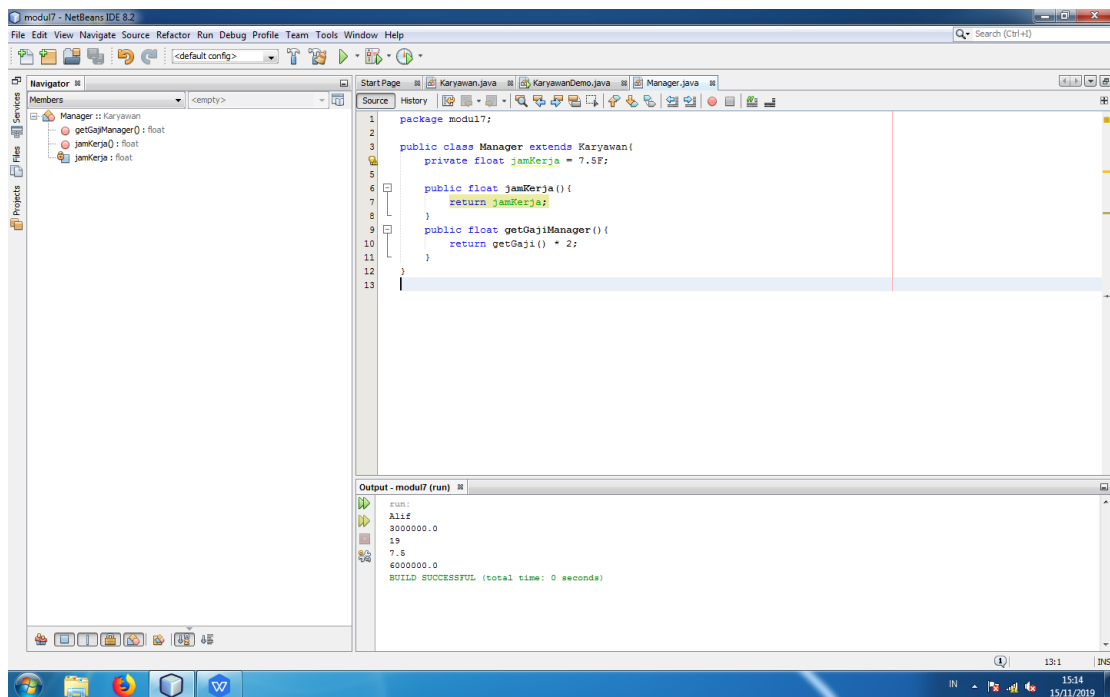 modul7 - NetBeans IDE 8.2
File Edit View Navigate Source Refactor Run Debug Profile Team Tools Window Help
Search (Ctrl+I)
<default config>
Navigator
Members
<empty>
Manager :: Karyawan
getGajiManager() : float
jamKerja() : float
jamKerja : float
Services
Files
Projects
Start Page Karyawan.java KaryawanDemo.java Manager.java
Source History
1 package modul7;
2
3 public class Manager extends Karyawan{
private float jamKerja = 7.5F;
5
6 public float jamKerja(){
7 return jamKerja;
8 }
9 public float getGajiManager(){
10 return getGaji() * 2;
11 }
12 }
13
Output - modul7 (run)
run:
Alif
3000000.0
19
7.5
6000000.0
BUILD SUCCESSFUL (total time: 0 seconds)
1
13:1
INS
IN
15:14
15/11/2019